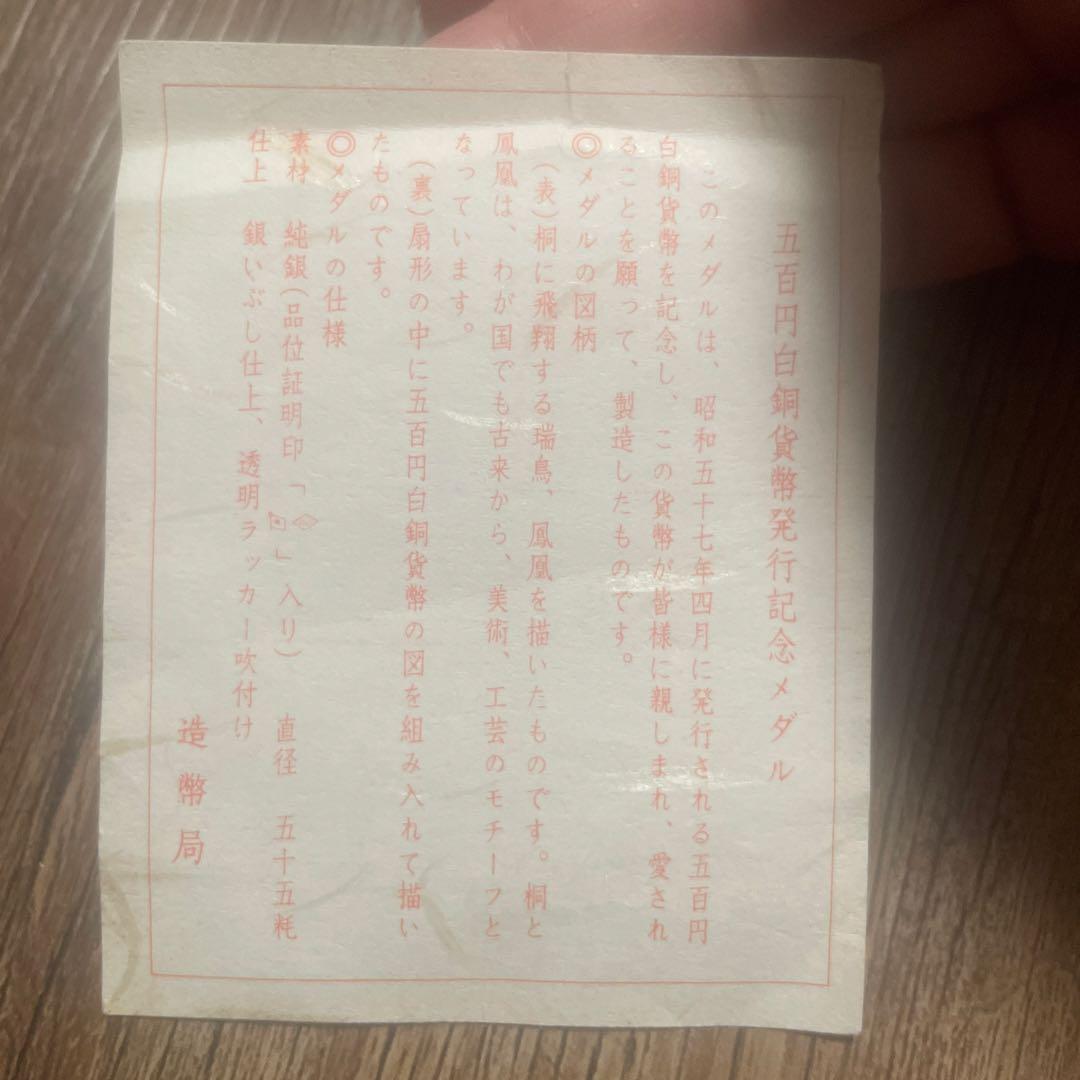 五百円白銅貨幣発行記念メダル
このメダルは、昭和五十七年四月に発行される五百円
白銅貨幣を記念し、この貨幣が皆様に親しまれ、愛され
ることを願って、製造したものです。
◎メダルの図柄
(表)桐に飛翔する瑞鳥、鳳凰を描いたものです。桐と
鳳凰は、わが国でも古来から、美術、工芸のモチーフと
なっています。
(裏)扇形の中に五百円白銅貨幣の図を組み入れて描い
たものです。
◎メダルの仕様
素材 純銀(品位証明印「」入り) 直径 五十五粍
仕上 銀いぶし仕上、透明ラッカー吹付け
造幣局